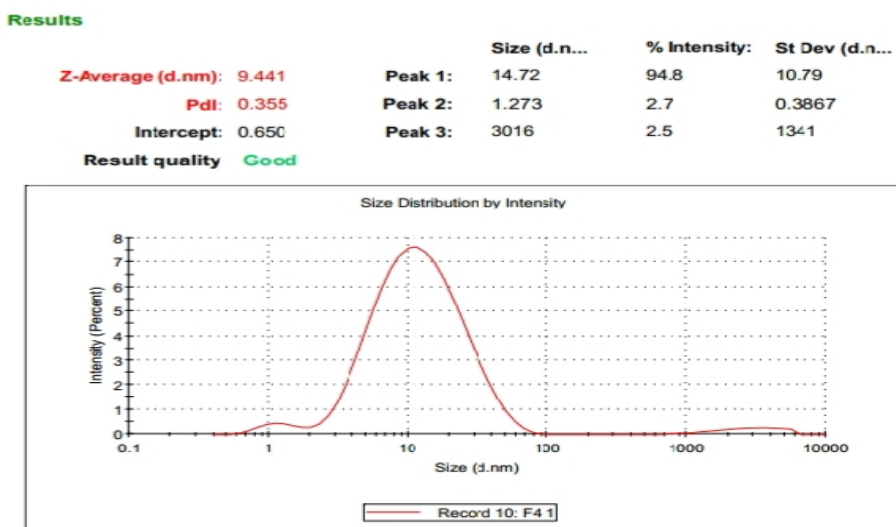 Results
Size (d.n... % Intensity: St Dev (d.n...
Z-Average (d.nm): 9.441 Peak 1: 14.72 94.8 10.79
PdI: 0.355 Peak 2: 1.273 2.7 0.3867
Intercept: 0.650 Peak 3: 3016 2.5 1341
Result quality Good
Size Distribution by Intensity
Intensity (Percent)
8
7
6
5
4
3
2
1
0
0.1 1 10 100 1000 10000
Size (d.nm)
Record 10: F4 1